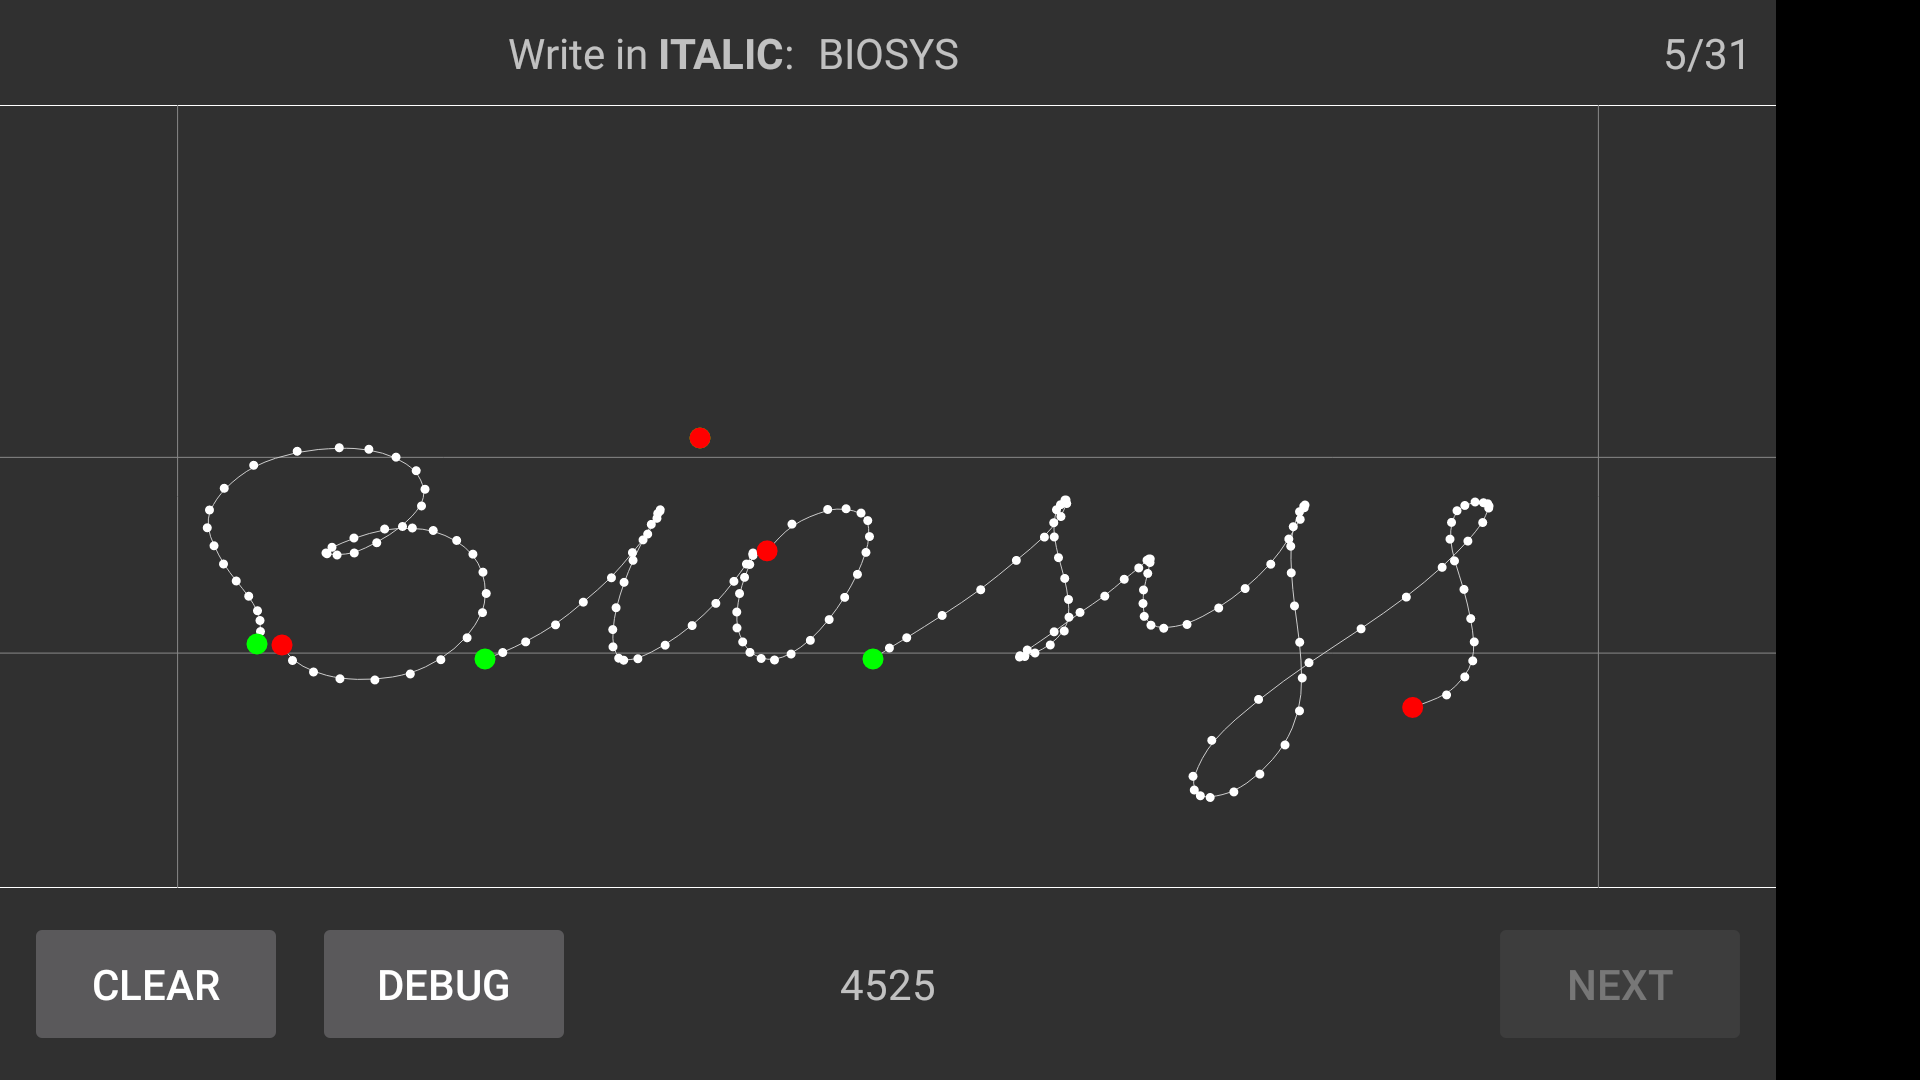 Write in ITALIC: BIOSYS 5/31
Biosys
CLEAR DEBUG 4525 NEXT